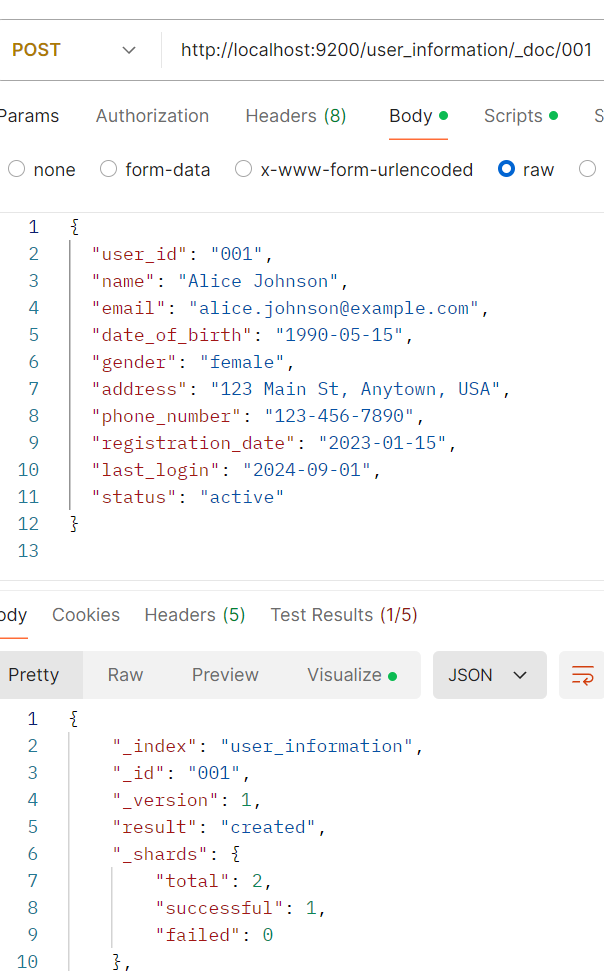 POST http://localhost:9200/user_information/_doc/001
Params Authorization Headers (8) Body Scripts S
none form-data x-www-form-urlencoded raw
1 {
2 "user_id": "001",
3 "name": "Alice Johnson",
4 "email": "alice.johnson@example.com",
5 "date_of_birth": "1990-05-15",
6 "gender": "female",
7 "address": "123 Main St, Anytown, USA",
8 "phone_number": "123-456-7890",
9 "registration_date": "2023-01-15",
10 "last_login": "2024-09-01",
11 "status": "active"
12 }
13
ody Cookies Headers (5) Test Results (1/5)
Pretty Raw Preview Visualize JSON
1 {
2 "_index": "user_information",
3 "_id": "001",
4 "_version": 1,
5 "result": "created",
6 "_shards": {
7 "total": 2,
8 "successful": 1,
9 "failed": 0
10 },